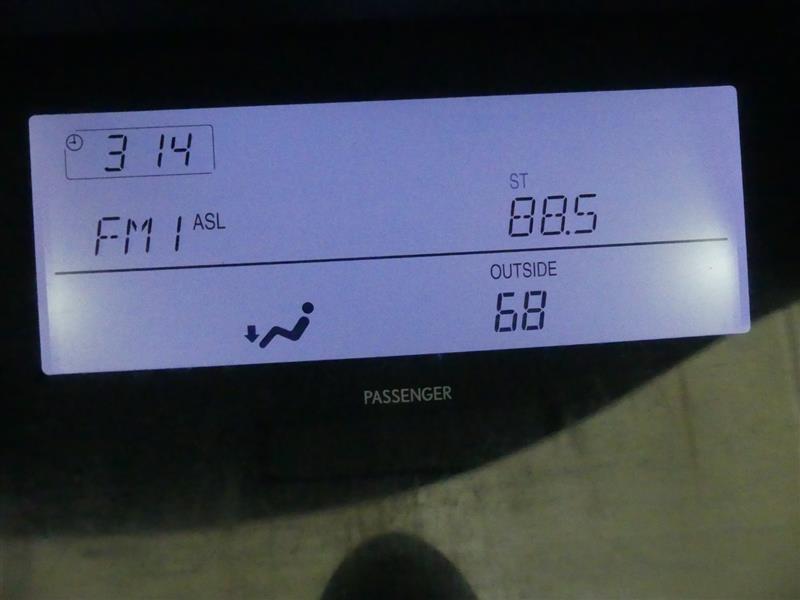 3 14
ST
FM1 ASL 88.5
OUTSIDE
68
PASSENGER